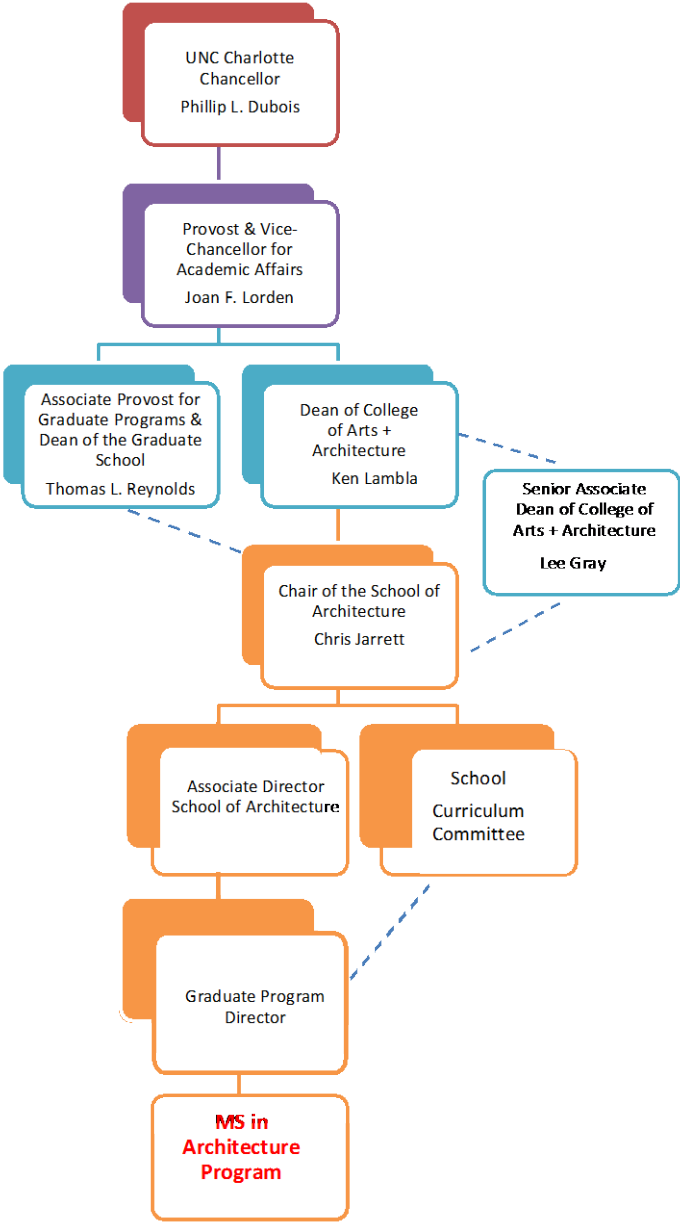 UNC Charlotte
Chancellor
Phillip L. Dubois
Provost & Vice-
Chancellor for
Academic Affairs
Joan F. Lorden
Associate Provost for
Graduate Programs &
Dean of the Graduate
School
Thomas L. Reynolds
Dean of College
of Arts +
Architecture
Ken Lambla
Senior Associate
Dean of College of
Arts + Architecture
Lee Gray
Chair of the School of
Architecture
Chris Jarrett
Associate Director
School of Architecture
School
Curriculum
Committee
Graduate Program
Director
MS in
Architecture
Program